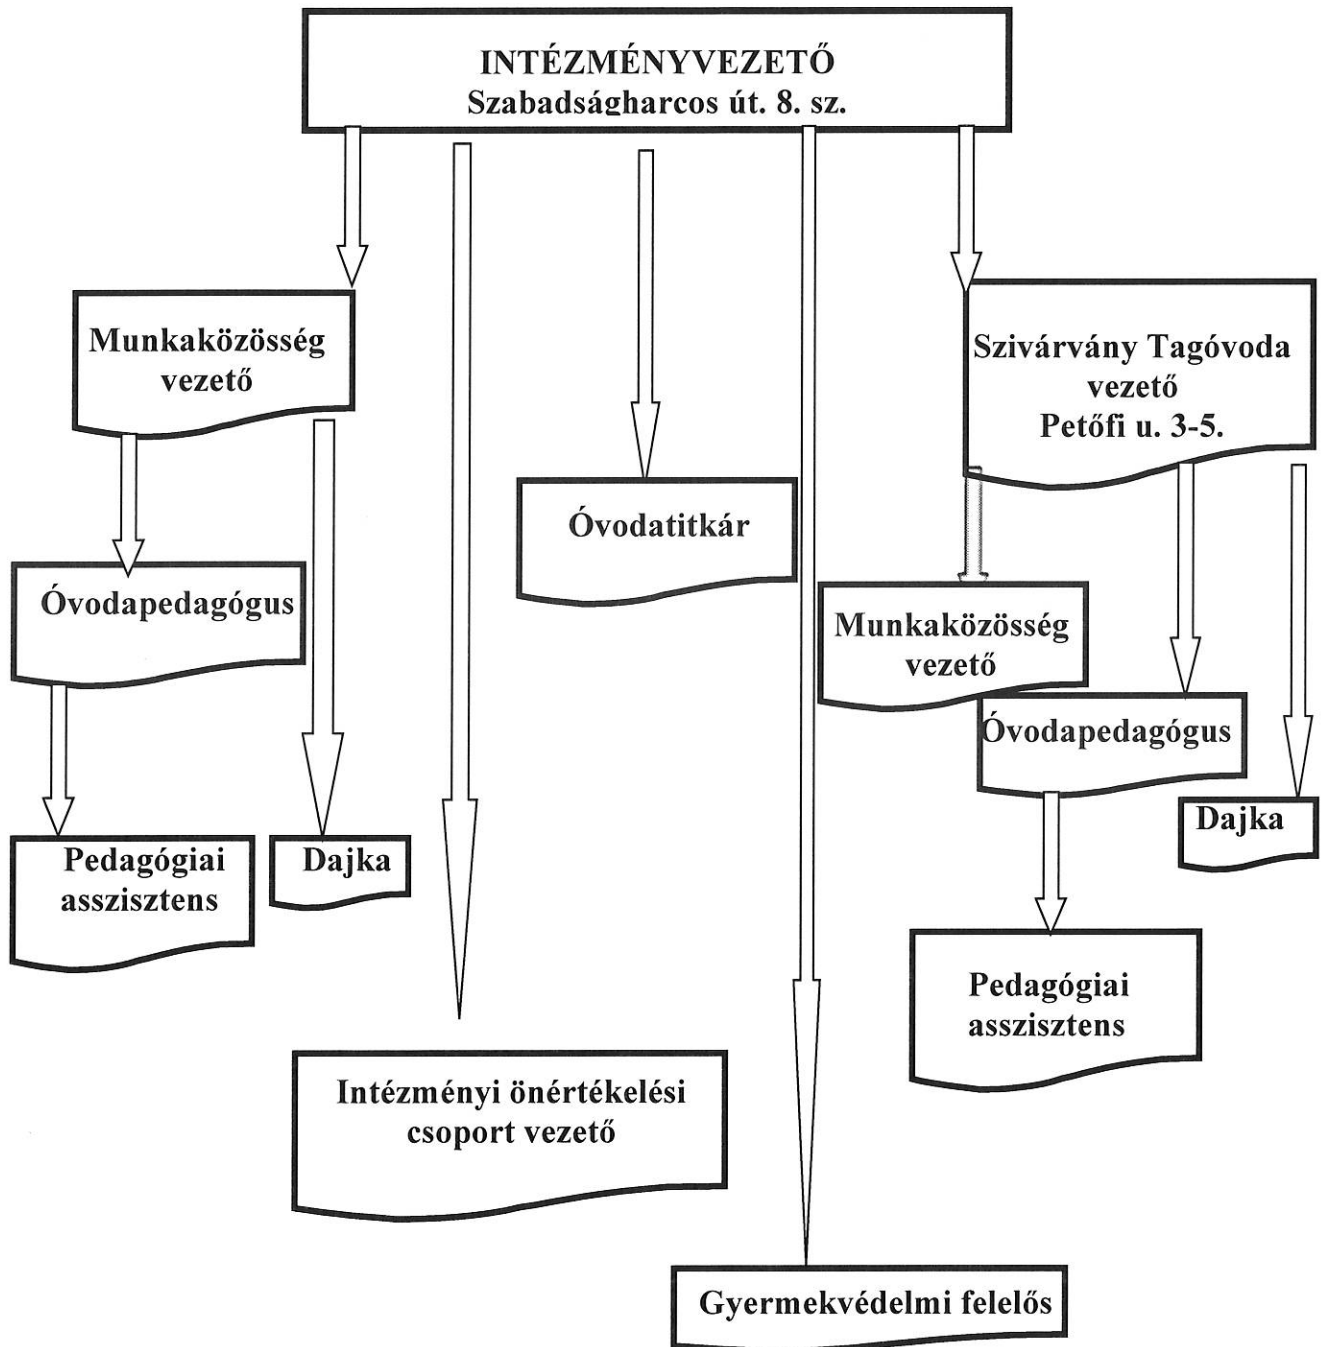 INTÉZMÉNYVEZETŐ
Szabadságharcos út. 8. sz.
Munkaközösség
vezető
Szivárvány Tagóvoda
vezető
Petőfi u. 3-5.
Óvodatitkár
Óvodapedagógus
Munkaközösség
vezető
Óvodapedagógus
Dajka
Pedagógiai
asszisztens
Dajka
Pedagógiai
asszisztens
Intézményi önértékelési
csoport vezető
Gyermekvédelmi felelős